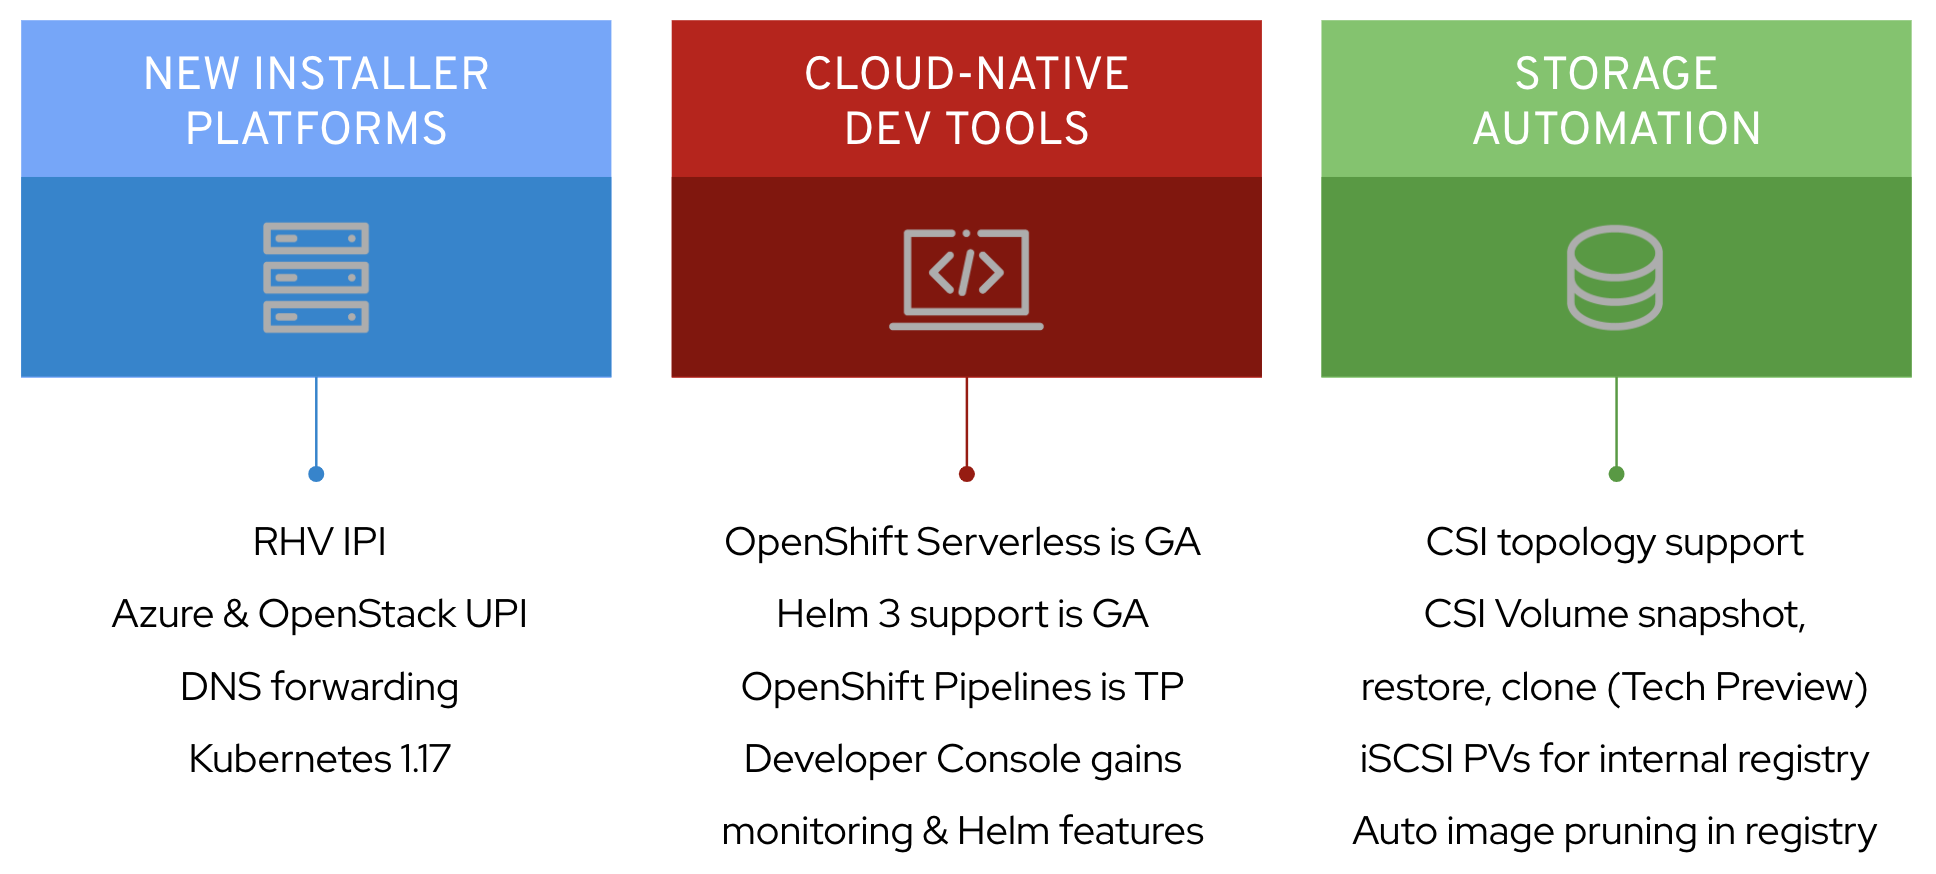 NEW INSTALLER
PLATFORMS
RHV IPI
Azure & OpenStack UPI
DNS forwarding
Kubernetes 1.17
CLOUD-NATIVE
DEV TOOLS
</>
OpenShift Serverless is GA
Helm 3 support is GA
OpenShift Pipelines is TP
Developer Console gains
monitoring & Helm features
STORAGE
AUTOMATION
CSI topology support
CSI Volume snapshot,
restore, clone (Tech Preview)
iSCSI PVs for internal registry
Auto image pruning in registry